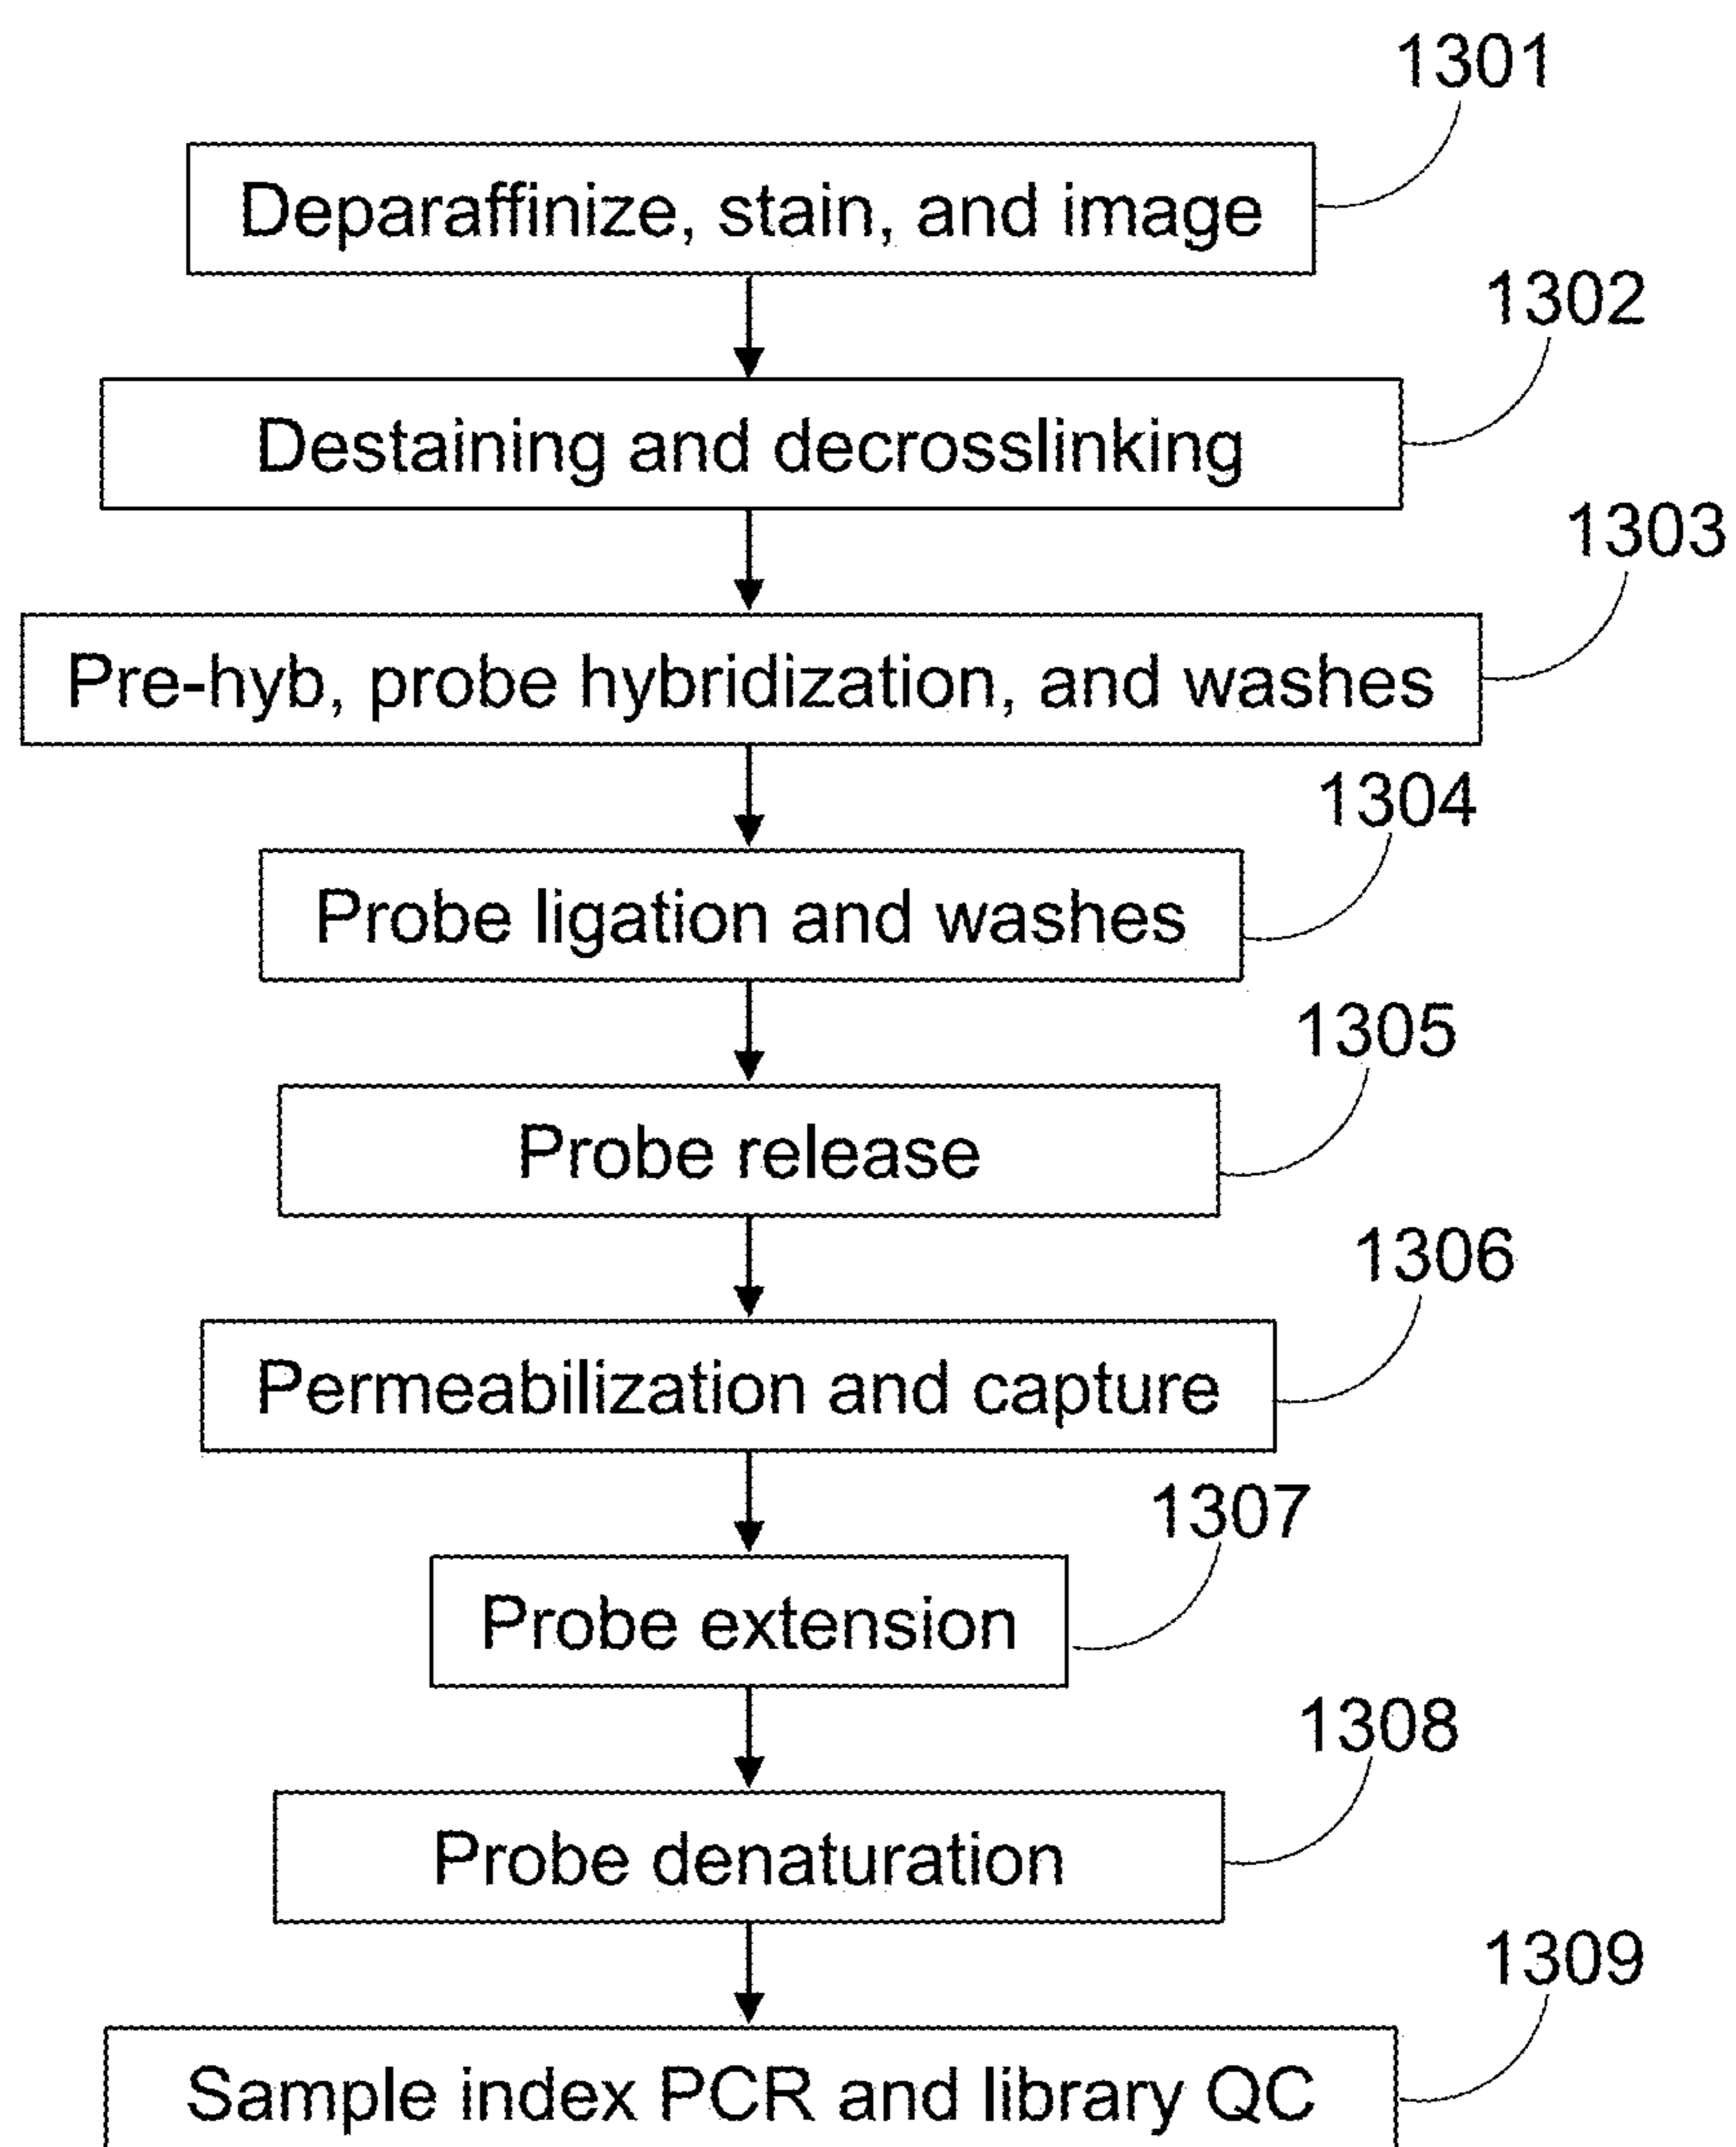 1301
Deparaffinize, stain, and image
1302
Destaining and decrosslinking
1303
Pre-hyb, probe hybridization, and washes
1304
Probe ligation and washes
1305
Probe release
1306
Permeabilization and capture
1307
Probe extension
1308
Probe denaturation
1309
Sample index PCR and library QC